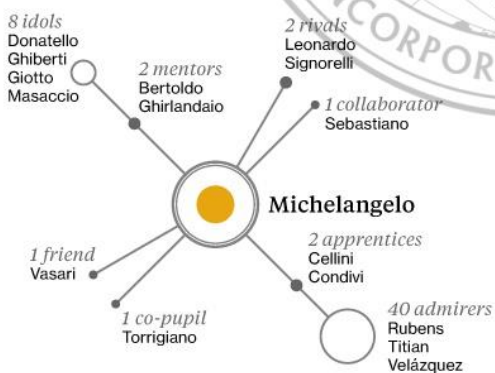 8 idols
Donatello
Ghiberti
Giotto
Masaccio
2 mentors
Bertoldo
Ghirlandaio
2 rivals
Leonardo
Signorelli
1 collaborator
Sebastiano
Michelangelo
1 friend
Vasari
1 co-pupil
Torrigiano
2 apprentices
Cellini
Condivi
40 admirers
Rubens
Titian
Velázquez